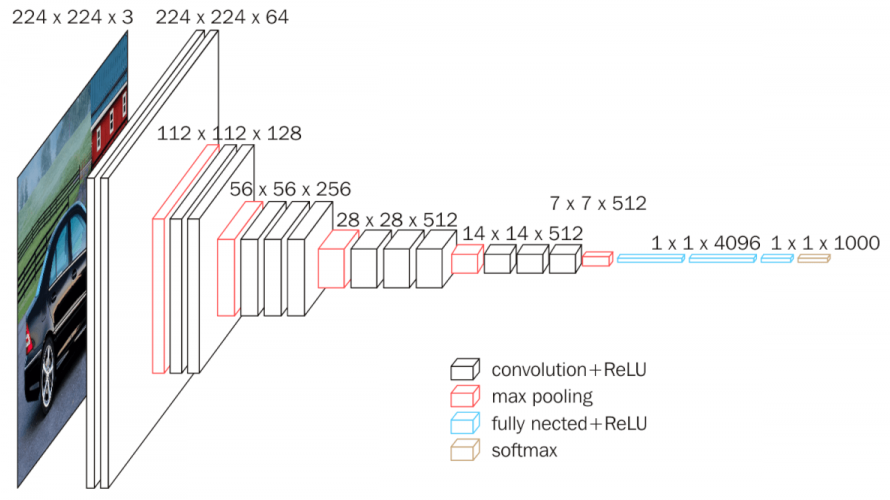 224 x 224 x 3
224 x 224 x 64
112 x 112 x 128
56 x 56 x 256
28 x 28 x 512
14 x 14 x 512
7 x 7 x 512
1 x 1 x 4096
1 x 1 x 1000
convolution+ReLU
max pooling
fully nected+ReLU
softmax